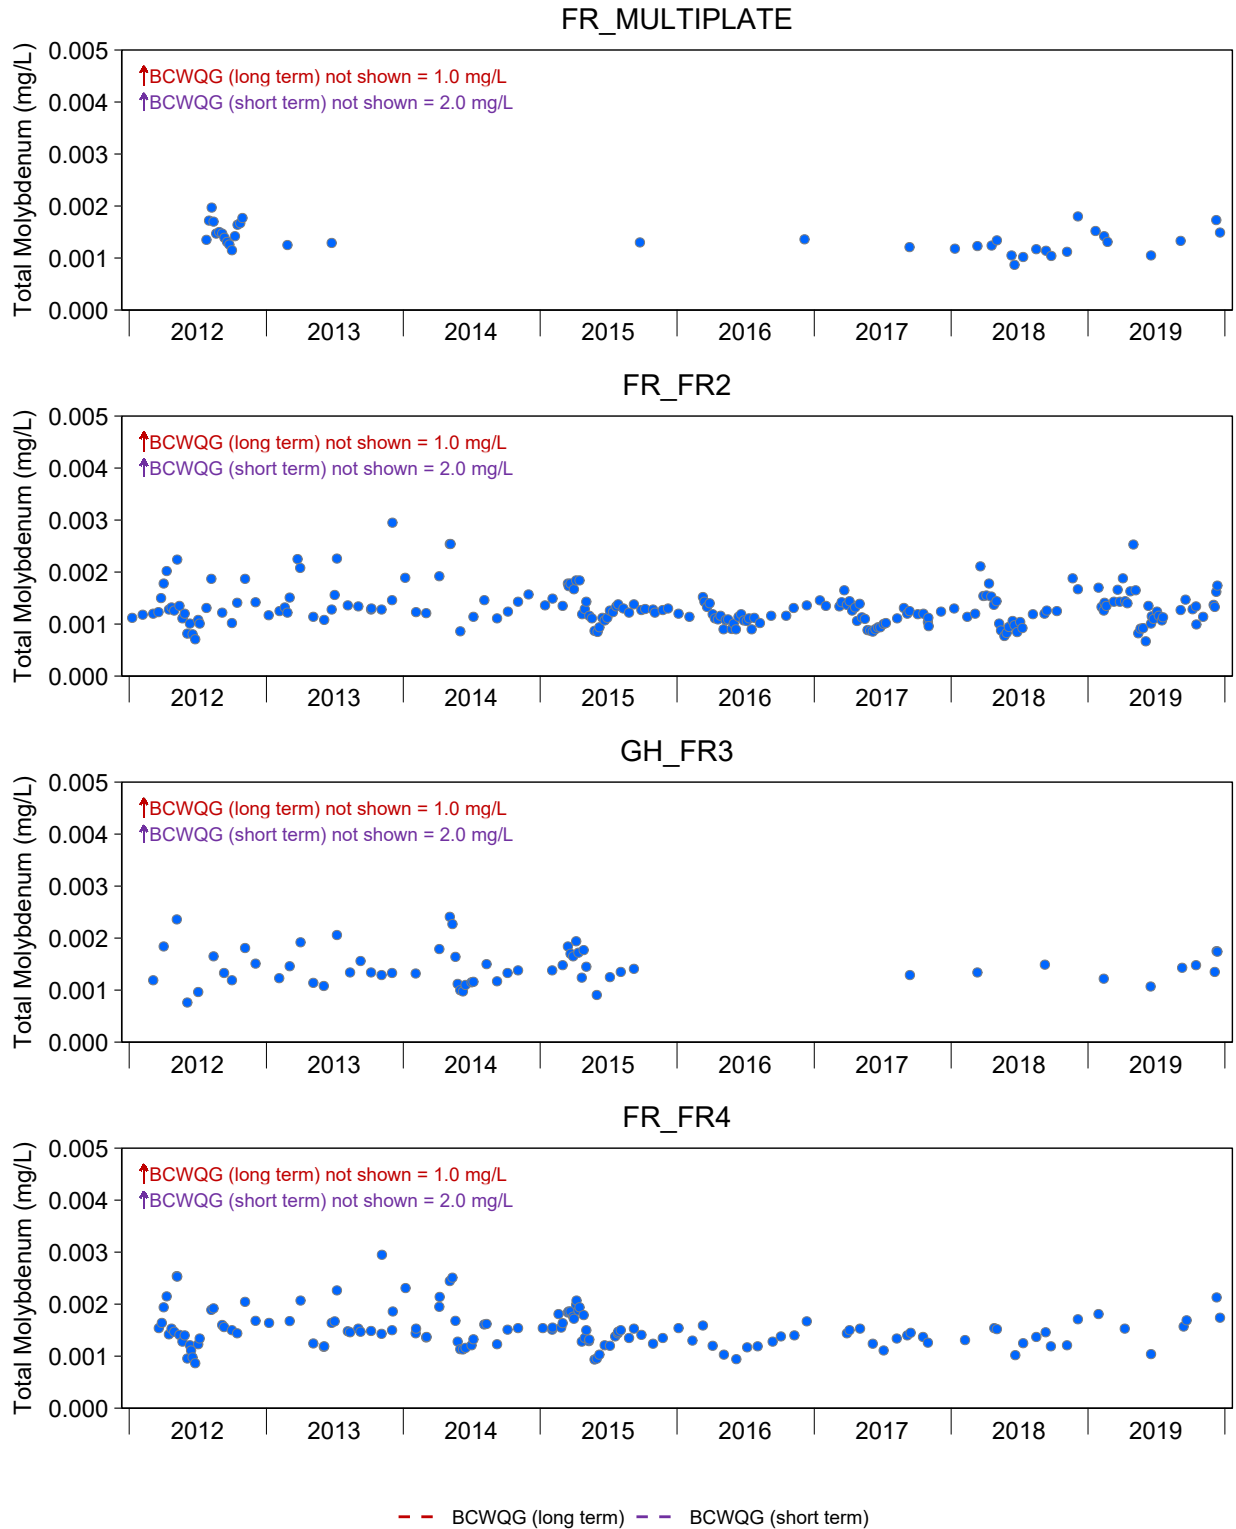 FR_MULTIPLATE
Total Molybdenum (mg/L)
0.005
0.004
0.003
0.002
0.001
0.000
BCWQG (long term) not shown = 1.0 mg/L
BCWQG (short term) not shown = 2.0 mg/L
2012 2013 2014 2015 2016 2017 2018 2019
FR_FR2
Total Molybdenum (mg/L)
0.005
0.004
0.003
0.002
0.001
0.000
BCWQG (long term) not shown = 1.0 mg/L
BCWQG (short term) not shown = 2.0 mg/L
2012 2013 2014 2015 2016 2017 2018 2019
GH_FR3
Total Molybdenum (mg/L)
0.005
0.004
0.003
0.002
0.001
0.000
BCWQG (long term) not shown = 1.0 mg/L
BCWQG (short term) not shown = 2.0 mg/L
2012 2013 2014 2015 2016 2017 2018 2019
FR_FR4
Total Molybdenum (mg/L)
0.005
0.004
0.003
0.002
0.001
0.000
BCWQG (long term) not shown = 1.0 mg/L
BCWQG (short term) not shown = 2.0 mg/L
2012 2013 2014 2015 2016 2017 2018 2019
BCWQG (long term) BCWQG (short term)